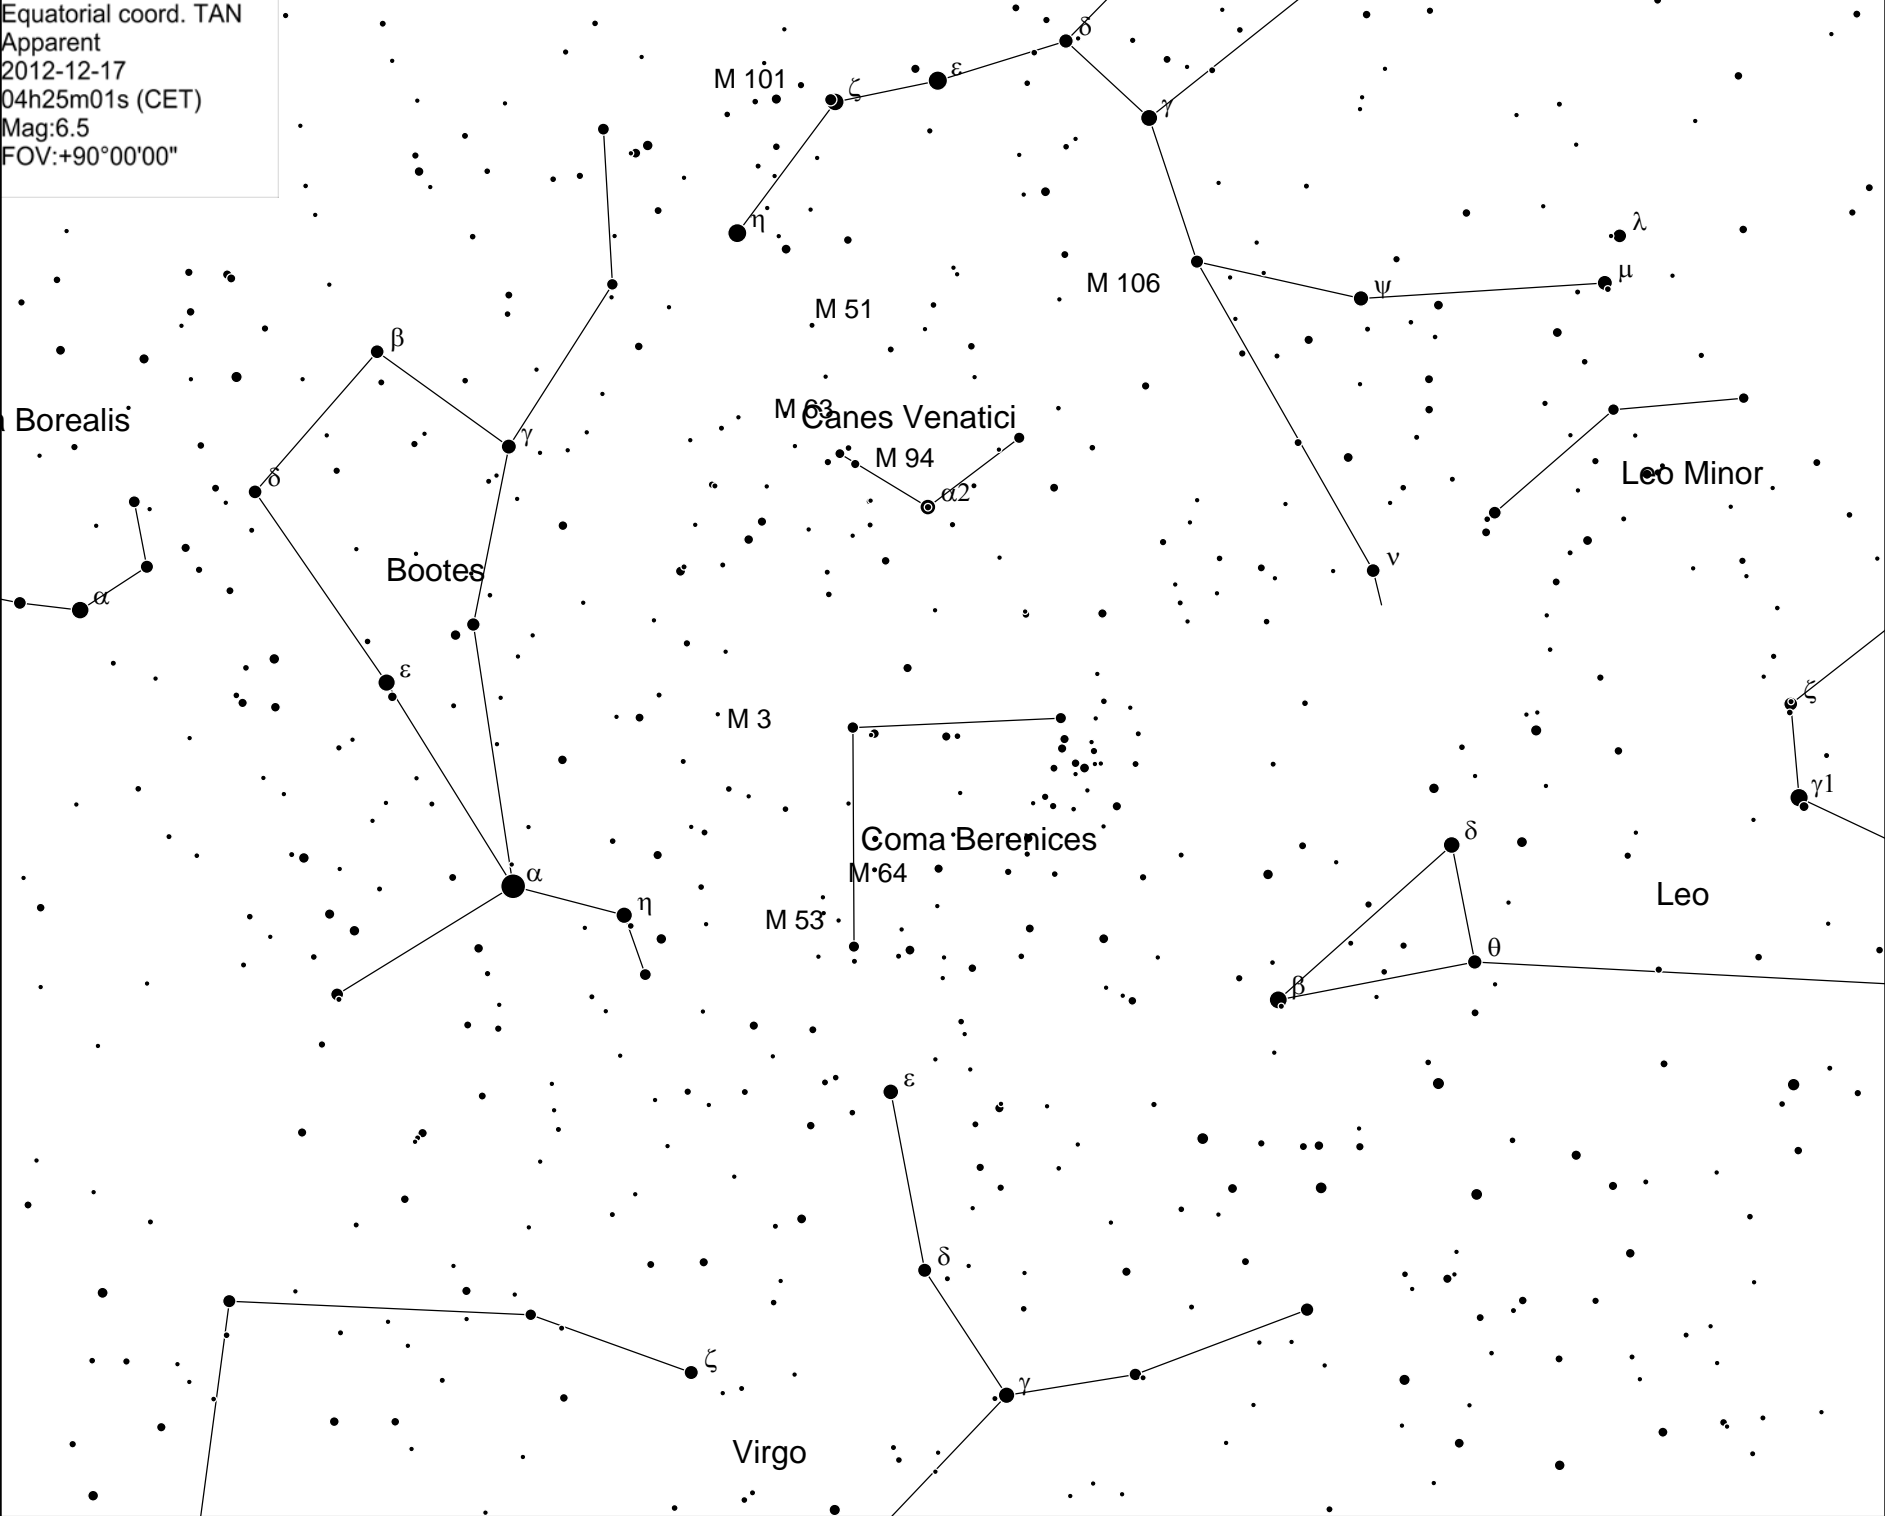 Equatorial coord. TAN
Apparent
2012-12-17
04h25m01s (CET)
Mag:6.5
FOV:+90°00'00"
δ
ε
M 101
ζ
γ
η
λ
μ
M 106
ψ
M 51
β
M 63
Canes Venatici
Borealis
γ
M 94
Leo Minor
δ
α2
Bootes
ν
α
ε
ζ
M 3
γ1
δ
Coma Berenices
α
M 64
Leo
η
M 53
θ
β
ε
δ
ζ
γ
Virgo